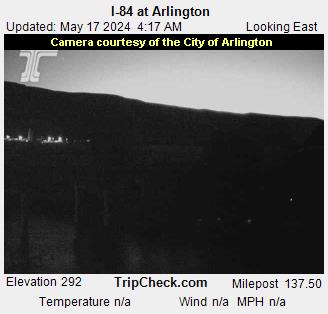 I-84 at Arlington
Updated: May 17 2024 4:17 AM Looking East
Camera courtesy of the City of Arlington
Elevation 292 TripCheck.com Milepost 137.50
Temperature n/a Wind n/a MPH n/a